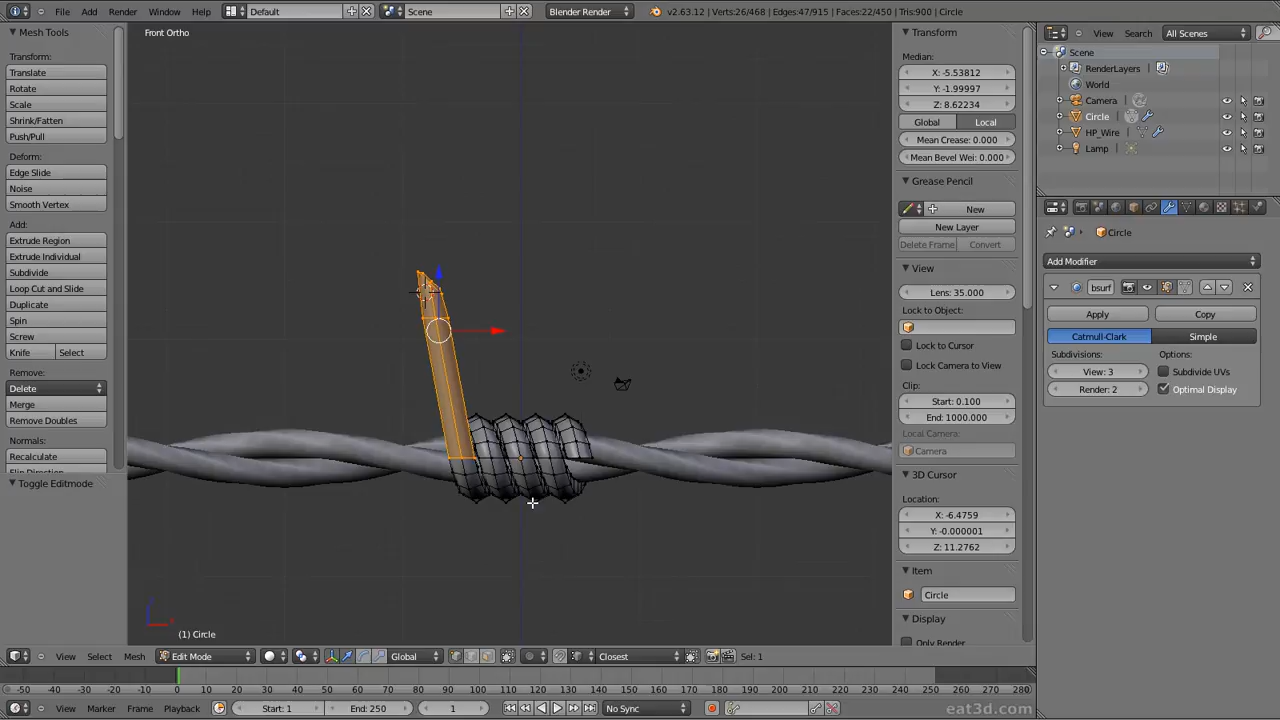 File Add Render Window Help Default Scene Blender Render v2.63.12 | Verts:26/468 | Edges:47/915 | Faces:22/450 | Tris:900 | Circle
Mesh Tools
Transform:
Translate
Rotate
Scale
Shrink/Fatten
Push/Pull
Deform:
Edge Slide
Noise
Smooth Vertex
Add:
Extrude Region
Extrude Individual
Subdivide
Loop Cut and Slide
Duplicate
Spin
Screw
Knife Select
Remove:
Delete
Merge
Remove Doubles
Normals:
Recalculate
Toggle Editmode
Front Ortho
(1) Circle
Transform
Median:
X: -5.53812
Y: -1.99997
Z: 8.62234
Global Local
Mean Crease: 0.000
Mean Bevel Wei: 0.000
Grease Pencil
New
New Layer
Delete Frame Convert
View
Lens: 35.000
Lock to Object:
Lock to Cursor
Lock Camera to View
Clip:
Start: 0.100
End: 1000.000
Local Camera:
Camera
3D Cursor
Location:
X: -6.4759
Y: -0.000001
Z: 11.2762
Item
Circle
Display
Only Render
View Search All Scenes
Scene
RenderLayers
World
Camera
Circle
HP_Wire
Lamp
Circle
Add Modifier
bsurf
Apply Copy
Catmull-Clark Simple
Subdivisions: Options:
View: 3 Subdivide UVs
Render: 2 Optimal Display
View Select Mesh Edit Mode Global Closest Sel: 1
-50 -40 -30 -20 -10 0 10 20 30 40 50 60 70 80 90 100 110 120 130 140 150 160 170 180 190 200 210 220 230 240 250 260 270 280
View Marker Frame Playback Start: 1 End: 250 1 No Sync
eat3d.com